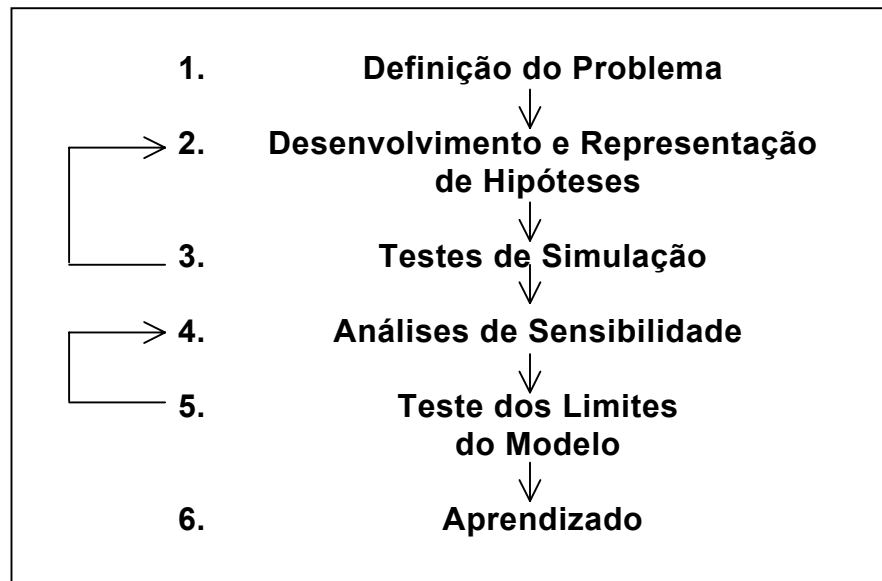 1. Definição do Problema
2. Desenvolvimento e Representação
de Hipóteses
3. Testes de Simulação
4. Análises de Sensibilidade
5. Teste dos Limites
do Modelo
6. Aprendizado